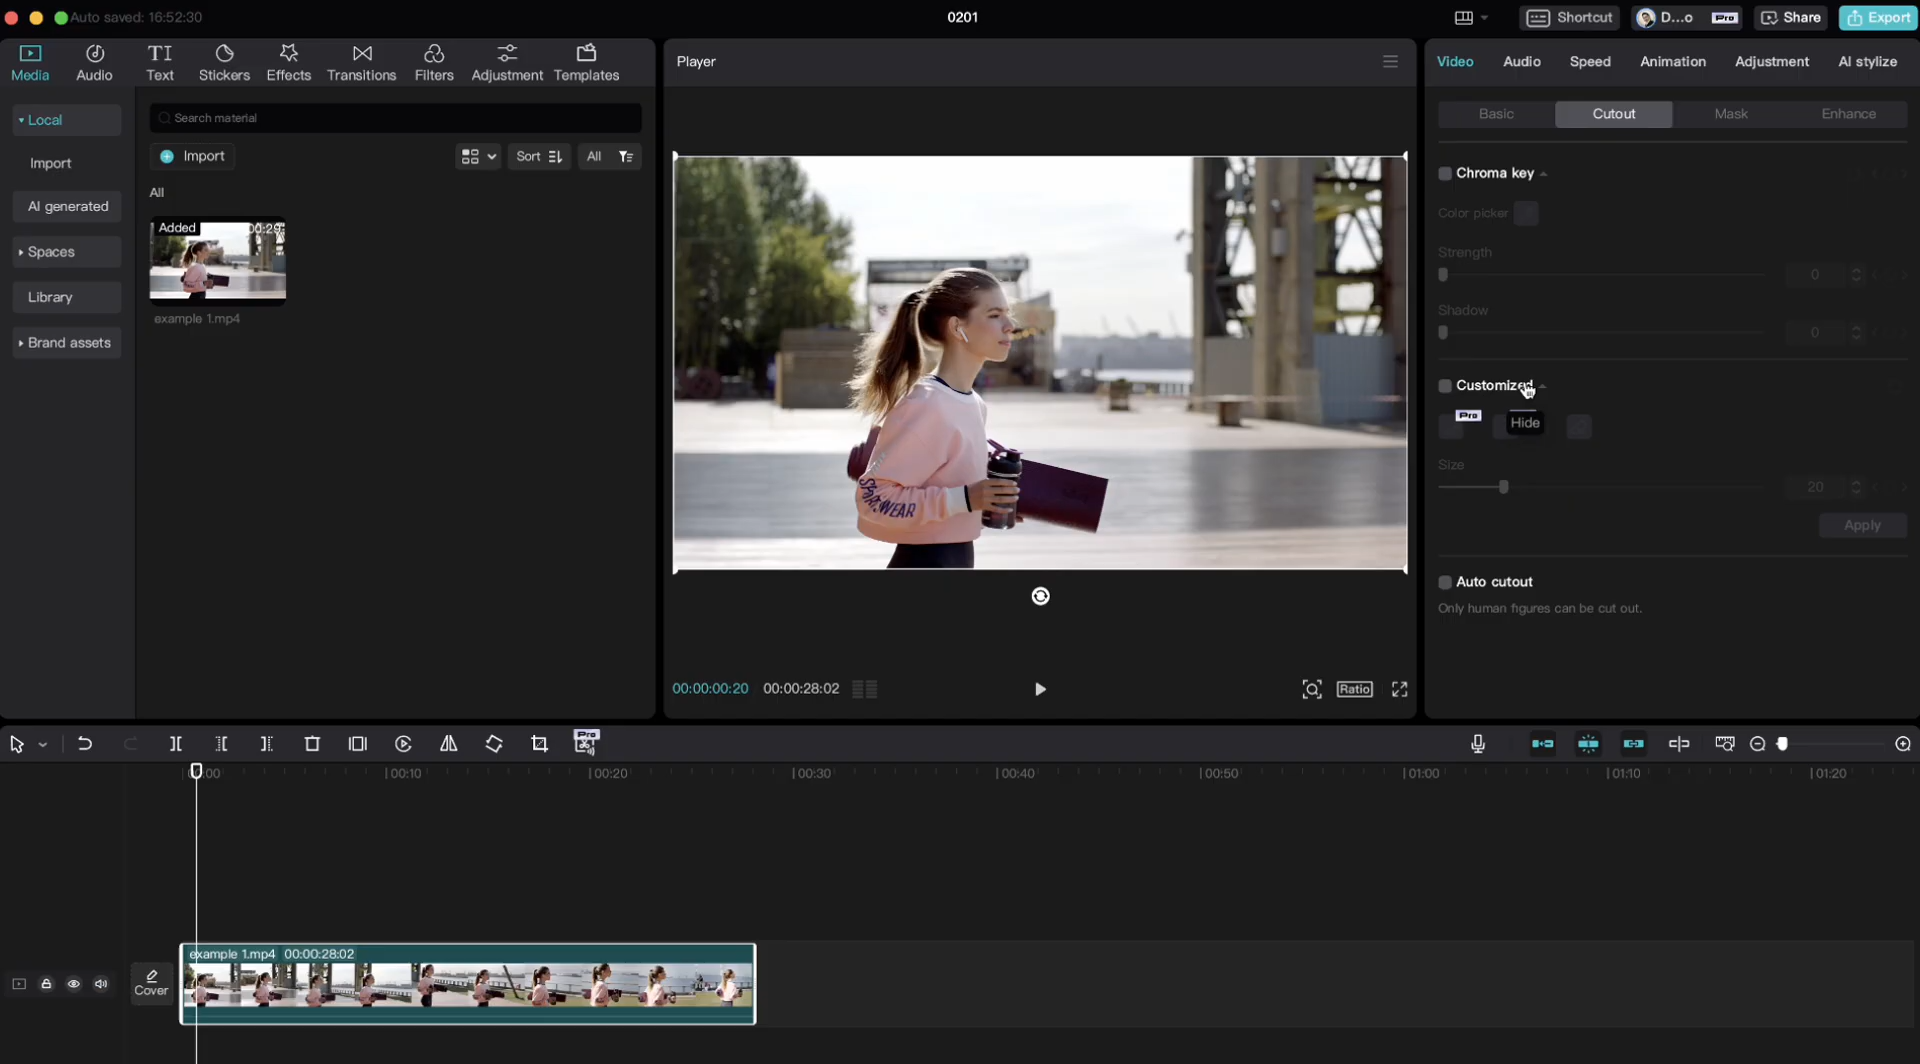 Auto saved: 16:52:30
0201
Shortcut
D...o
Pro
Share
Export
Media
Audio
Text
Stickers
Effects
Transitions
Filters
Adjustment
Templates
Local
Import
AI generated
Spaces
Library
Brand assets
Search material
Import
Sort
All
All
Added
00:29
example 1.mp4
Player
SPORTSWEAR
00:00:00:20
00:00:28:02
Ratio
Video
Audio
Speed
Animation
Adjustment
AI stylize
Basic
Cutout
Mask
Enhance
Chroma key
Color picker
Strength
0
Shadow
0
Customized
Pro
Hide
Size
20
Apply
Auto cutout
Only human figures can be cut out.
Pro
00:00
00:10
00:20
00:30
00:40
00:50
01:00
01:10
01:20
Cover
example 1.mp4 00:00:28:02